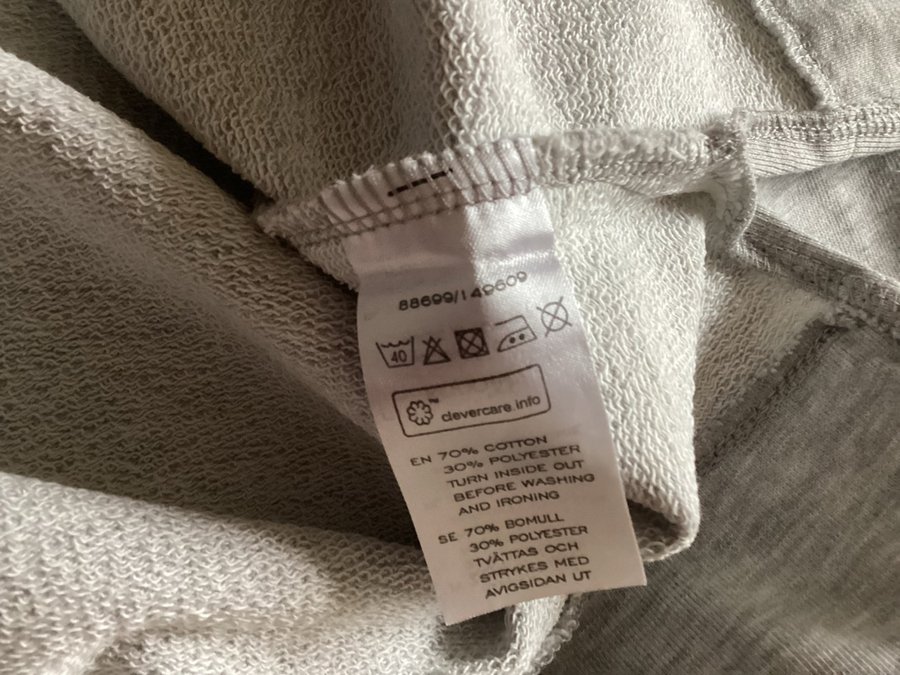 88699/149609
40
clevercare.info
EN 70% COTTON
30% POLYESTER
TURN INSIDE OUT
BEFORE WASHING
AND IRONING
SE 70% BOMULL
30% POLYESTER
TVÄTTAS OCH
STRYKES MED
AVIGSIDAN UT